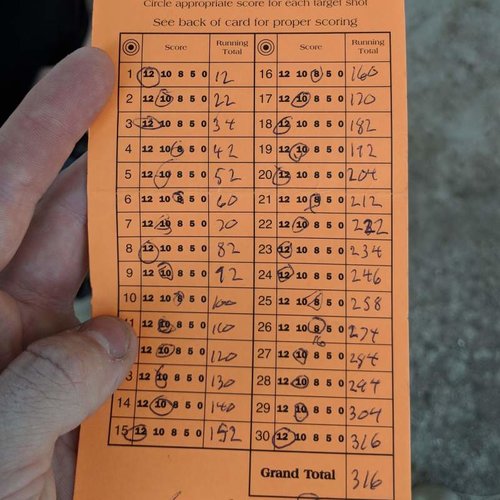 Circle appropriate score for each target shot
See back of card for proper scoring
Score Running Total Score Running Total
1 12 10 8 5 0 12 16 12 10 8 5 0 160
2 12 10 8 5 0 22 17 12 10 8 5 0 170
3 12 10 8 5 0 34 18 12 10 8 5 0 182
4 12 10 8 5 0 42 19 12 10 8 5 0 192
5 12 10 8 5 0 52 20 12 10 8 5 0 204
6 12 10 8 5 0 60 21 12 10 8 5 0 212
7 12 10 8 5 0 70 22 12 10 8 5 0 222
8 12 10 8 5 0 82 23 12 10 8 5 0 234
9 12 10 8 5 0 92 24 12 10 8 5 0 246
10 12 10 8 5 0 100 25 12 10 8 5 0 258
11 12 10 8 5 0 110 26 12 10 8 5 0 274
16
12 10 8 5 0 120 27 12 10 8 5 0 284
3 12 10 8 5 0 130 28 12 10 8 5 0 294
14 12 10 8 5 0 140 29 12 10 8 5 0 304
15 12 10 8 5 0 152 30 12 10 8 5 0 316
Grand Total 316